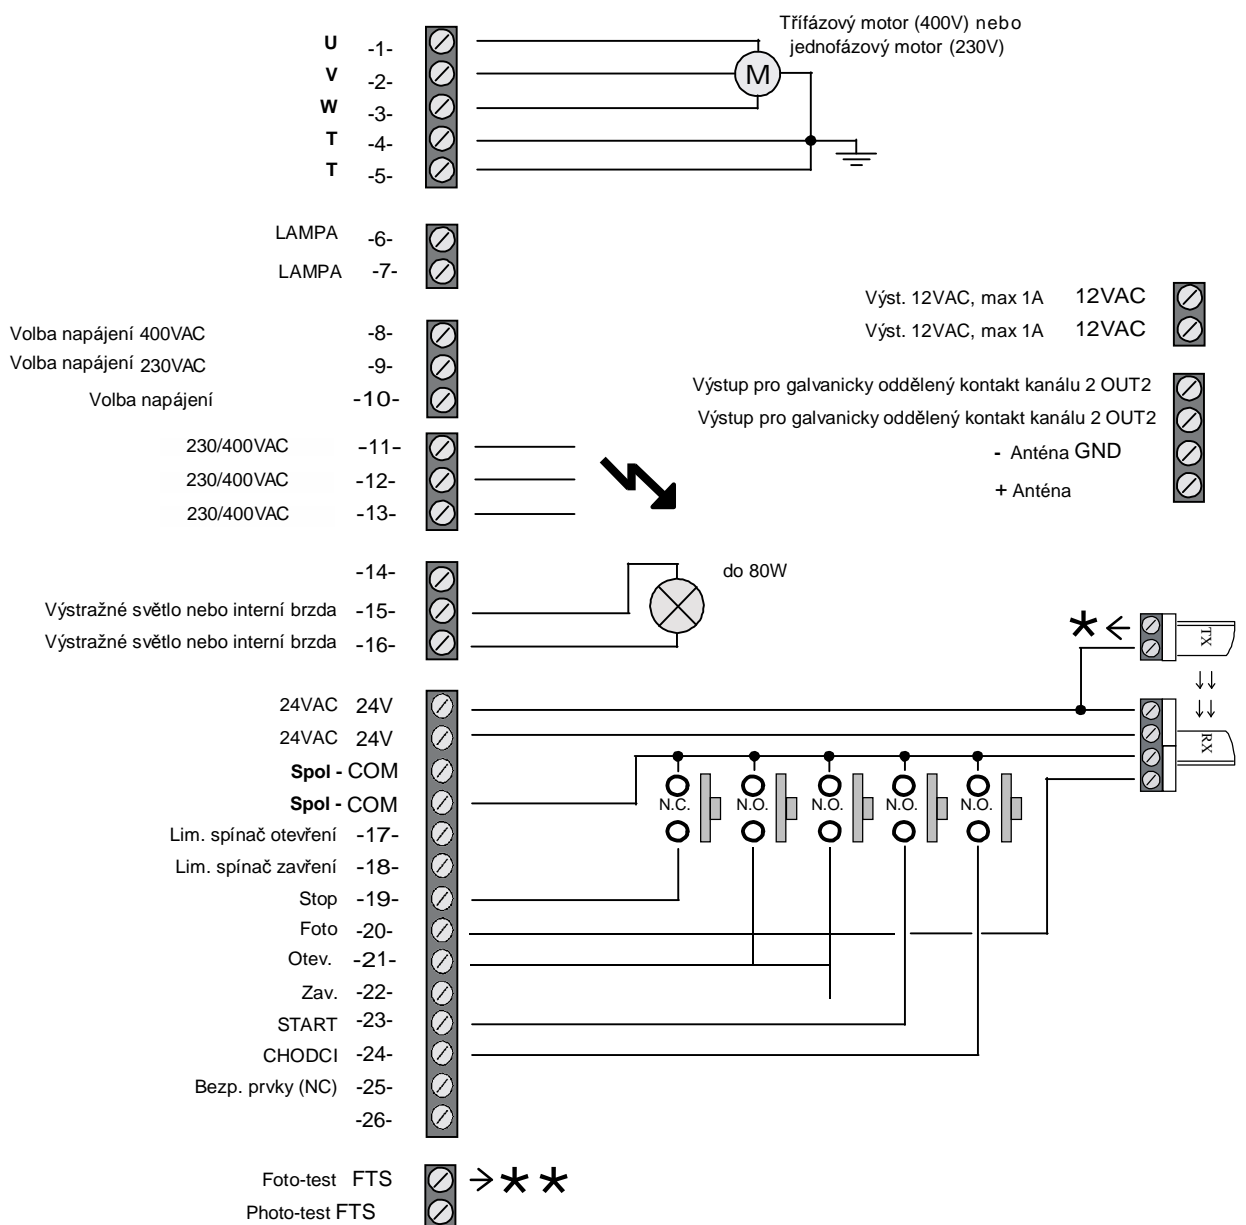 Třífázový motor (400V) nebo
jednofázový motor (230V)
U -1-
V -2-
W -3-
T -4-
T -5-
M
LAMPA -6-
LAMPA -7-
Volba napájení 400VAC -8-
Volba napájení 230VAC -9-
Volba napájení -10-
230/400VAC -11-
230/400VAC -12-
230/400VAC -13-
Výst. 12VAC, max 1A 12VAC
Výst. 12VAC, max 1A 12VAC
Výstup pro galvanicky oddělený kontakt kanálu 2 OUT2
Výstup pro galvanicky oddělený kontakt kanálu 2 OUT2
- Anténa GND
+ Anténa
-14-
Výstražné světlo nebo interní brzda -15-
Výstražné světlo nebo interní brzda -16-
do 80W
TX
RX
24VAC 24V
24VAC 24V
Spol - COM
Spol - COM
N.C. N.O. N.O. N.O. N.O.
Lim. spínač otevření -17-
Lim. spínač zavření -18-
Stop -19-
Foto -20-
Otev. -21-
Zav. -22-
START -23-
CHODCI -24-
Bezp. prvky (NC) -25-
-26-
Foto-test FTS
Photo-test FTS